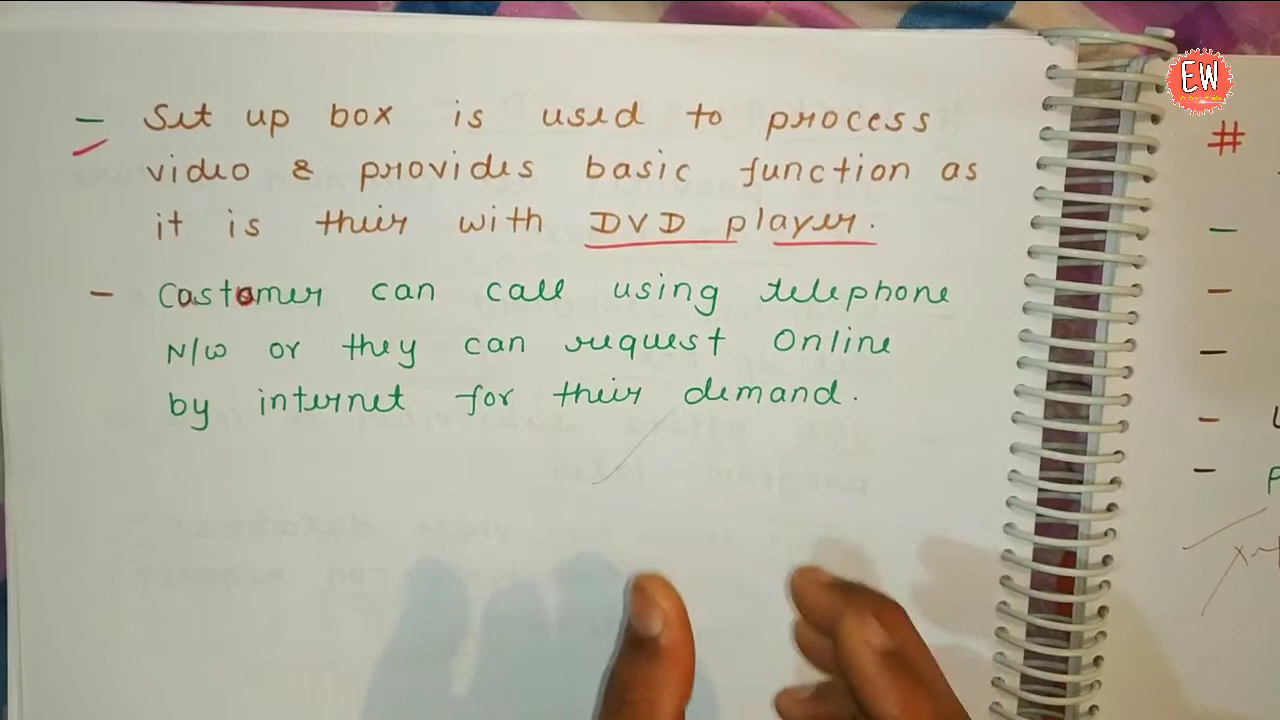 EW
- Set up box is used to process
video & provides basic function as
it is their with DVD player.
- Castomer can call using telephone
N/W or they can request Online
by internet for their demand.
#
-
-
-
-
-